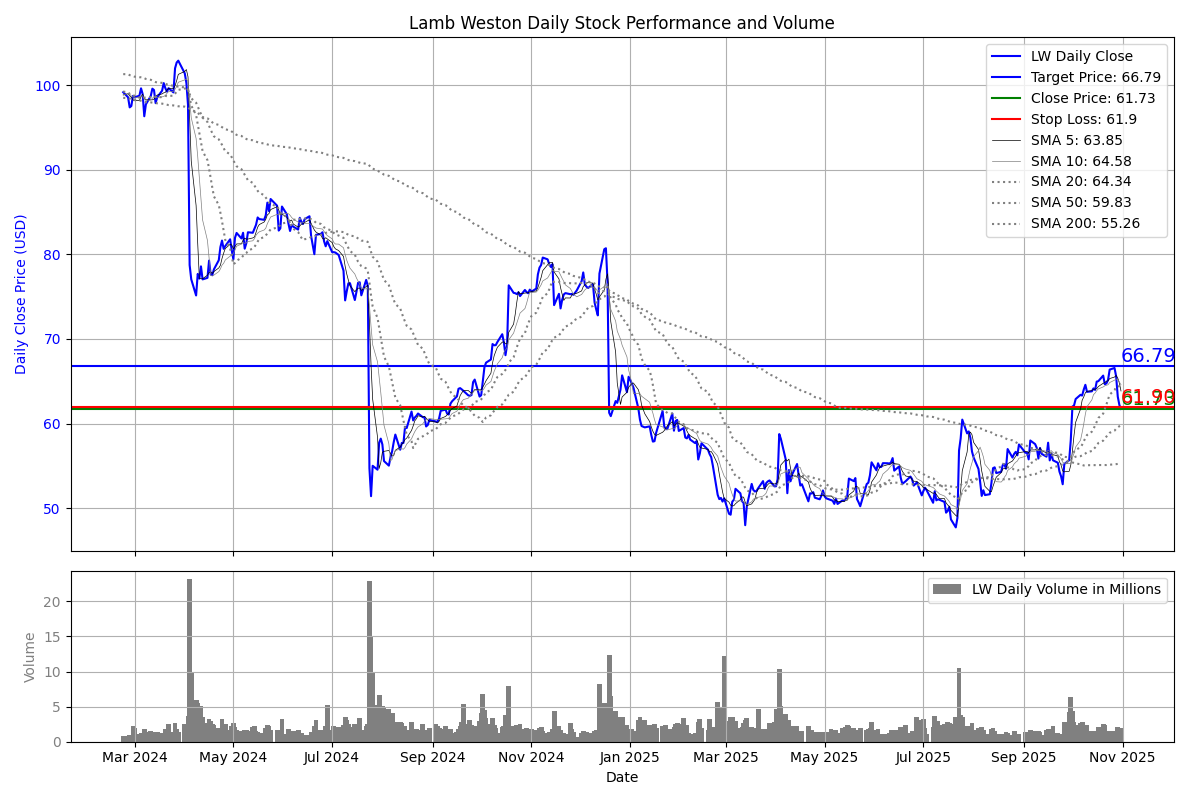 Lamb Weston Daily Stock Performance and Volume
Daily Close Price (USD)
100
90
80
70
60
50
LW Daily Close
Target Price: 66.79
Close Price: 61.73
Stop Loss: 61.9
SMA 5: 63.85
SMA 10: 64.58
SMA 20: 64.34
SMA 50: 59.83
SMA 200: 55.26
66.79
61.90
61.73
Volume
20
15
10
5
0
LW Daily Volume in Millions
Mar 2024
May 2024
Jul 2024
Sep 2024
Nov 2024
Jan 2025
Mar 2025
May 2025
Jul 2025
Sep 2025
Nov 2025
Date